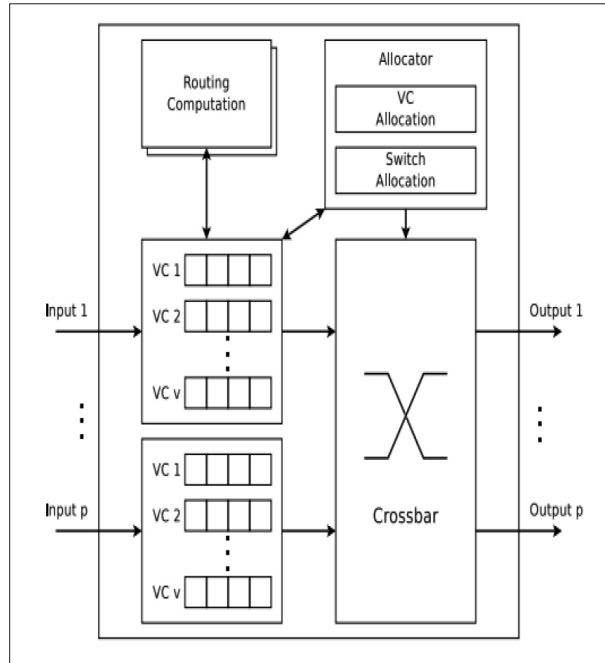 Routing
Computation
Allocator
VC
Allocation
Switch
Allocation
Input 1
VC 1
VC 2
VC v
Output 1
Input p
VC 1
VC 2
VC v
Crossbar
Output p